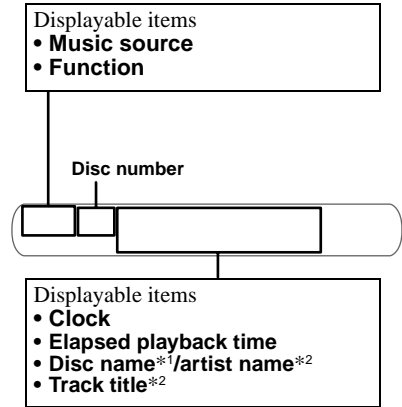 Displayable items
• Music source
• Function
Disc number
Displayable items
• Clock
• Elapsed playback time
• Disc name*1/artist name*2
• Track title*2